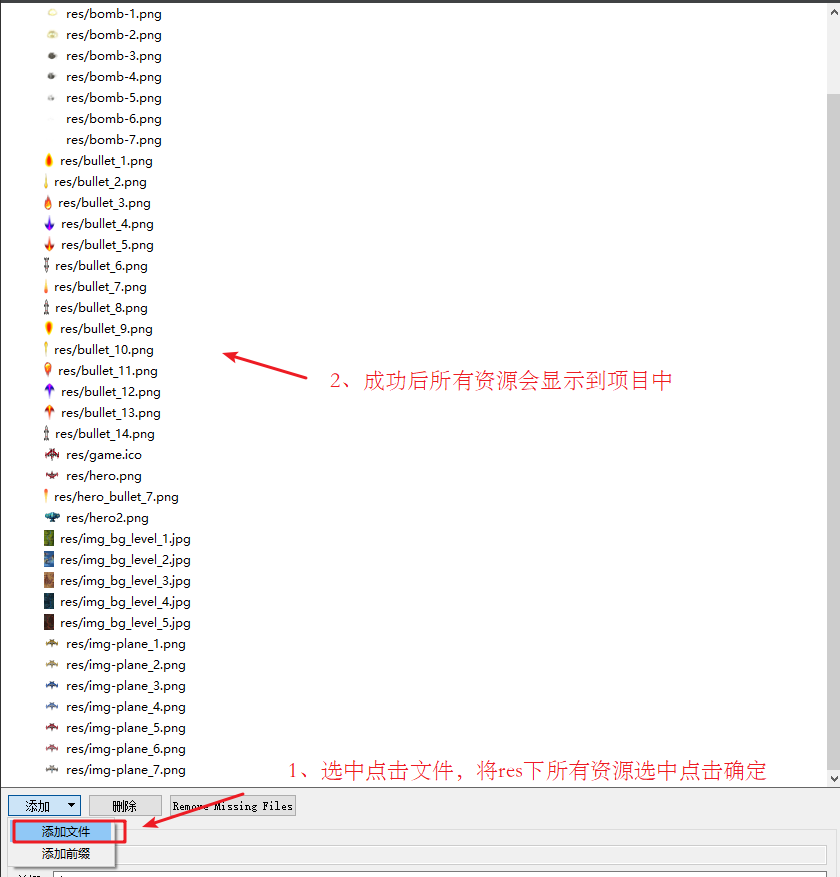 res/bomb-1.png
res/bomb-2.png
res/bomb-3.png
res/bomb-4.png
res/bomb-5.png
res/bomb-6.png
res/bomb-7.png
res/bullet_1.png
res/bullet_2.png
res/bullet_3.png
res/bullet_4.png
res/bullet_5.png
res/bullet_6.png
res/bullet_7.png
res/bullet_8.png
res/bullet_9.png
res/bullet_10.png
res/bullet_11.png
2、成功后所有资源会显示到项目中
res/bullet_12.png
res/bullet_13.png
res/bullet_14.png
res/game.ico
res/hero.png
res/hero_bullet_7.png
res/hero2.png
res/img_bg_level_1.jpg
res/img_bg_level_2.jpg
res/img_bg_level_3.jpg
res/img_bg_level_4.jpg
res/img_bg_level_5.jpg
res/img-plane_1.png
res/img-plane_2.png
res/img-plane_3.png
res/img-plane_4.png
res/img-plane_5.png
res/img-plane_6.png
res/img-plane_7.png
1、选中点击文件，将res下所有资源选中点击确定
添加 删除 Remove Missing Files
添加文件
添加前缀